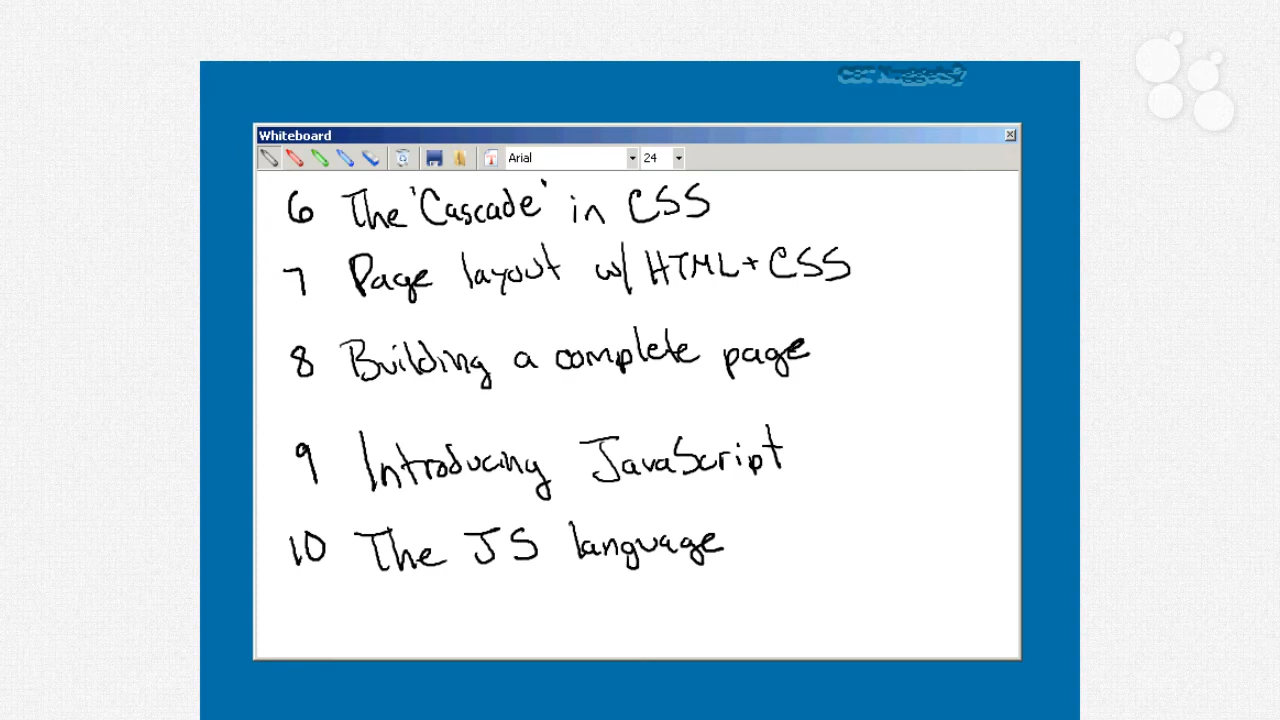 Whiteboard
Arial 24
6 The 'Cascade' in CSS
7 Page layout w/ HTML + CSS
8 Building a complete page
9 Introducing JavaScript
10 The JS language